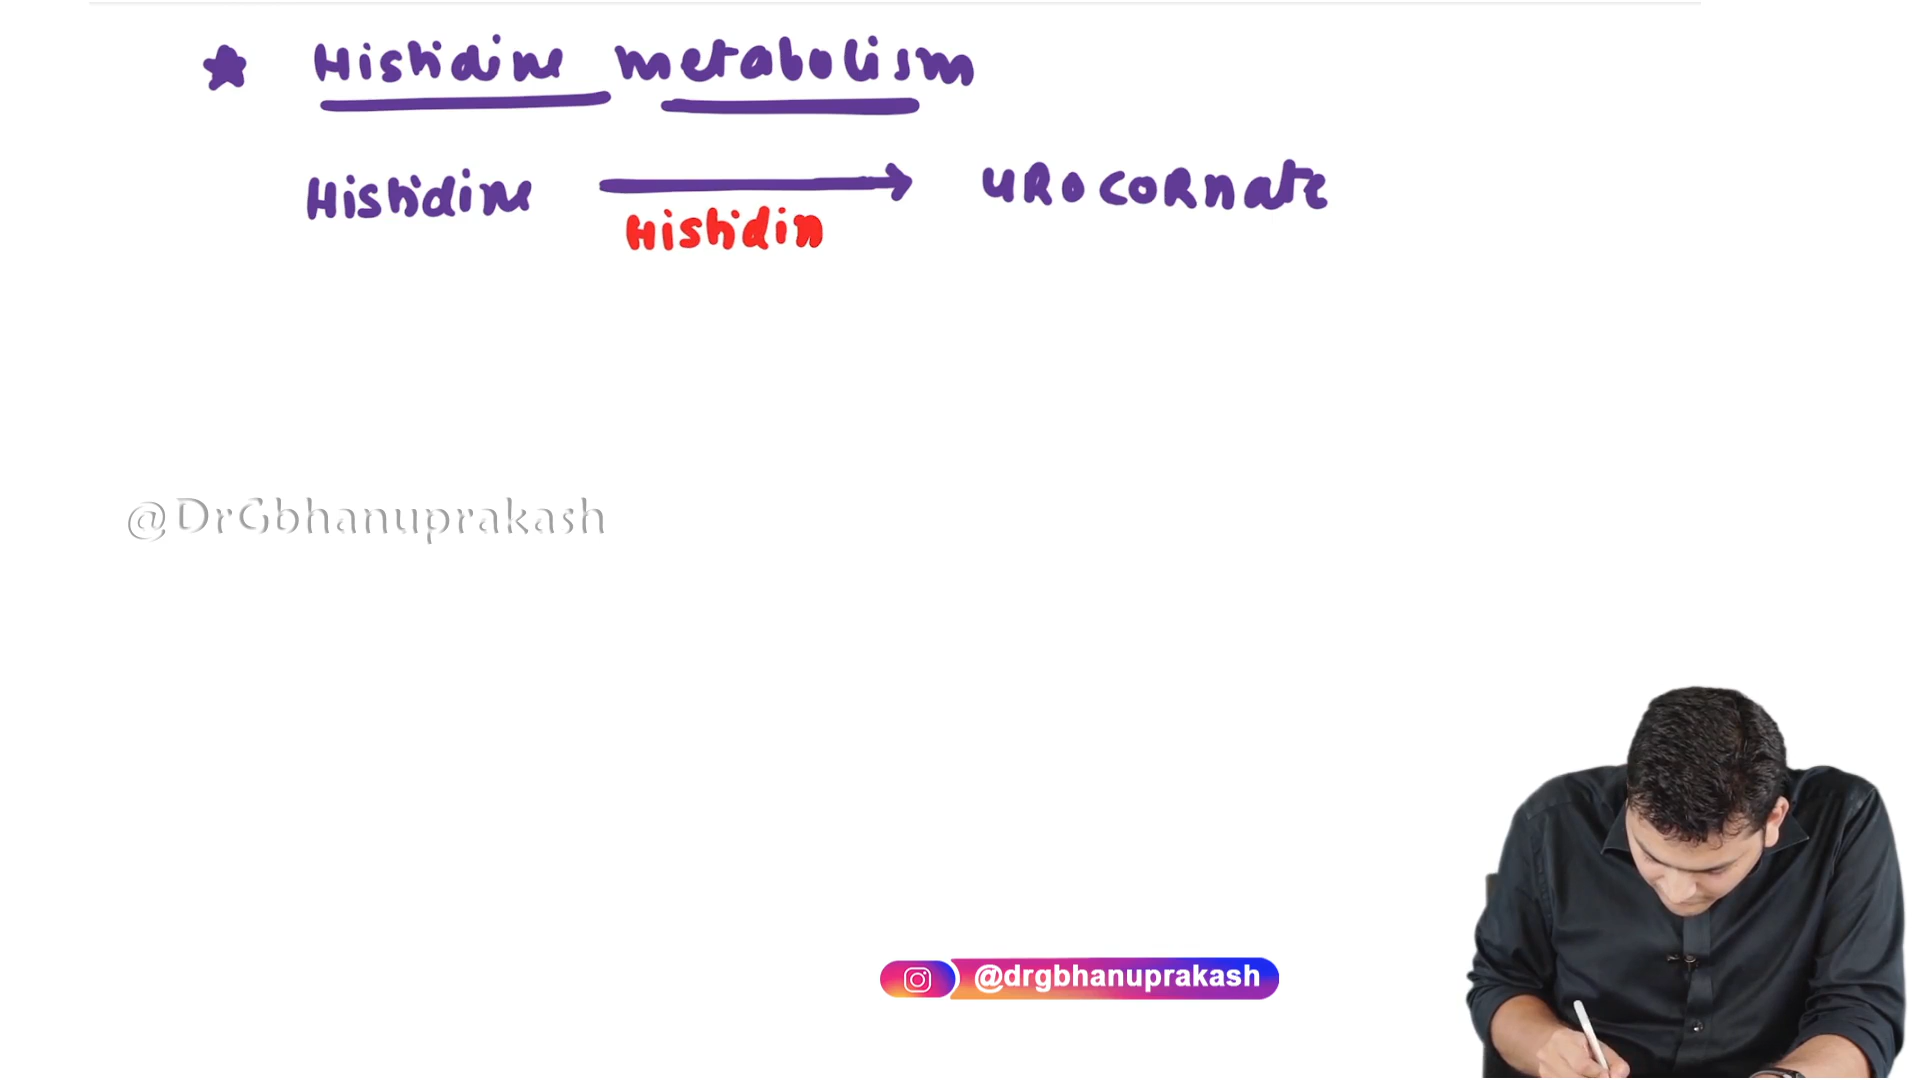 ★ Histidine metabolism
Histidine → UROCORnate
Histidin
@DrGbhanuprakash
@drgbhanuprakash